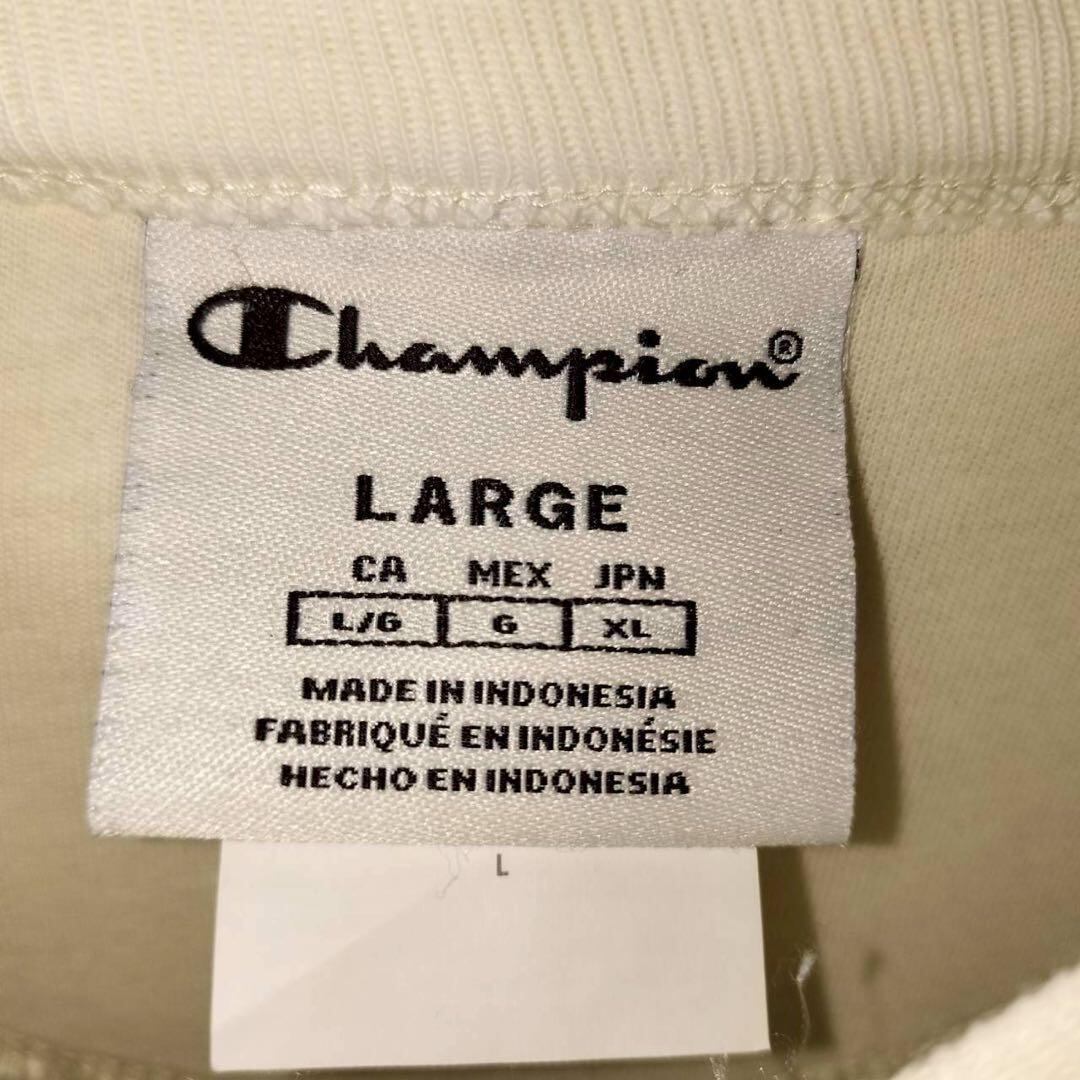 Champion®
LARGE
CA MEX JPN
L/G G XL
MADE IN INDONESIA
FABRIQUÉ EN INDONÉSIE
HECHO EN INDONESIA
L